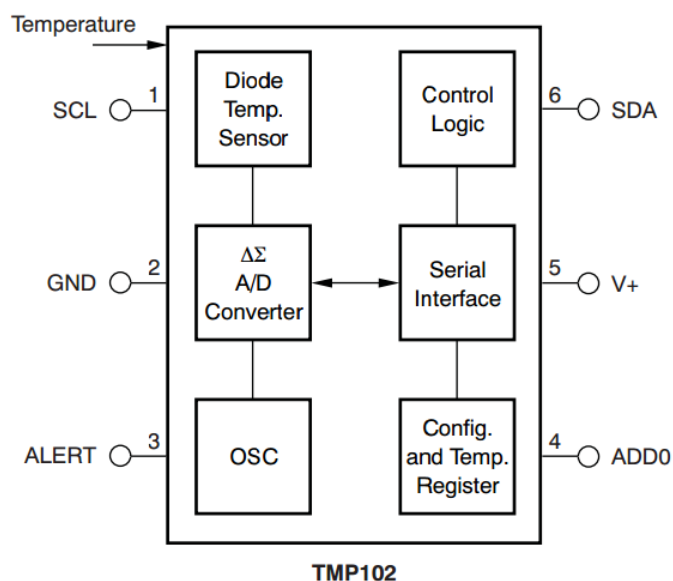 Temperature
SCL
1
Diode
Temp.
Sensor
Control
Logic
6
SDA
GND
2
ΔΣ
A/D
Converter
Serial
Interface
5
V+
ALERT
3
OSC
Config.
and Temp.
Register
4
ADD0
TMP102